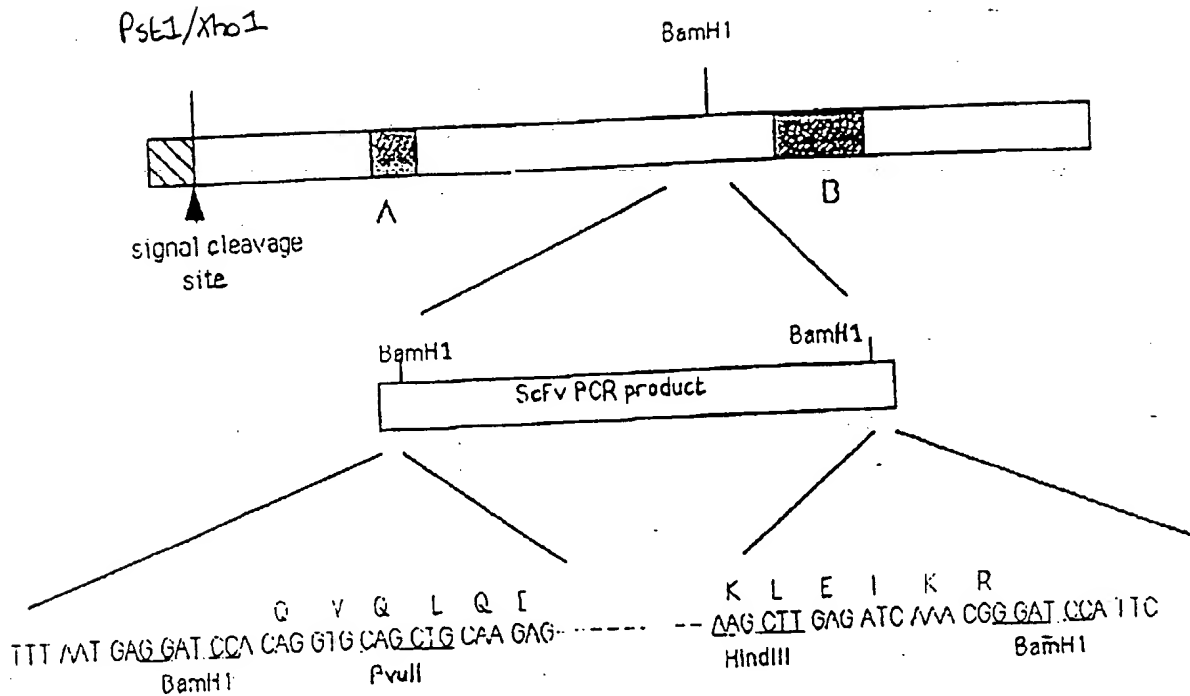 Pst1/Xho1
BamH1
A
B
signal cleavage
site
BamH1
BamH1
ScFv PCR product
Q V Q L Q E
K L E I K R
TTT AAT GAG GAT CCA CAG GTG CAG CTG CAA GAG------- --AAG CTT GAG ATC AAA CGG GAT CCA TTC
BamH1
PvuII
HindIII
BamH1